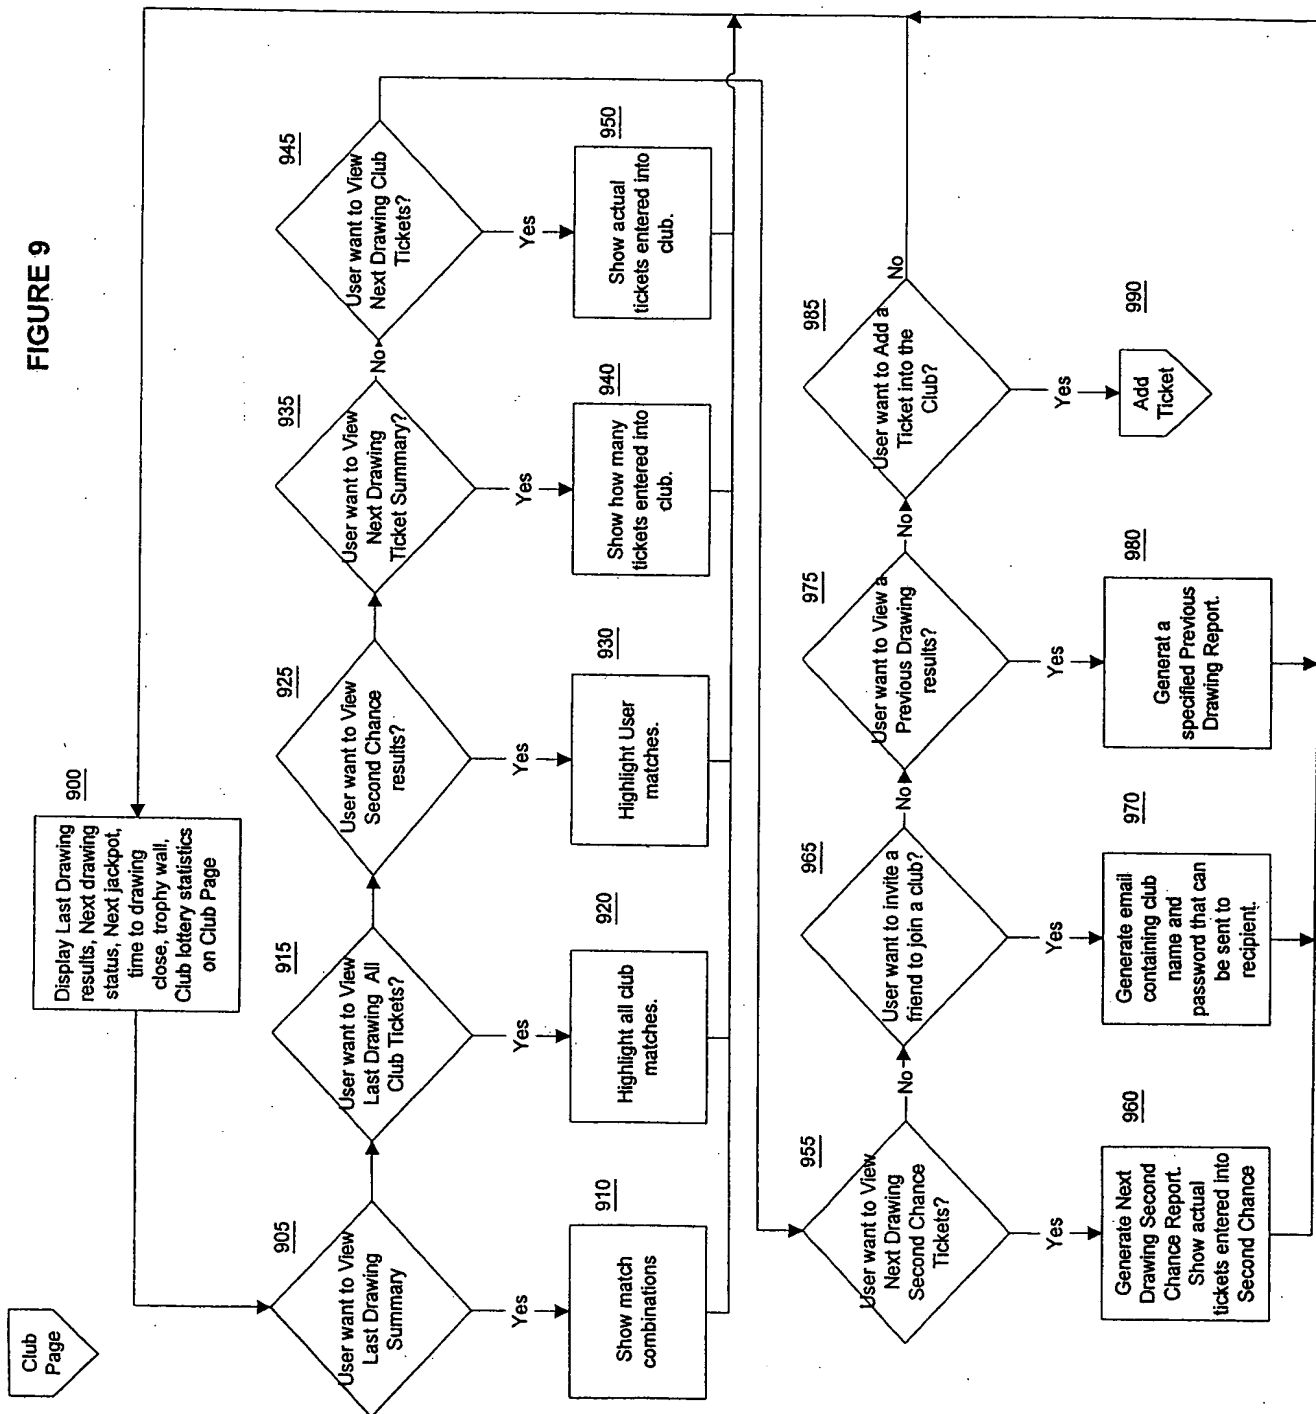 FIGURE 9
Club
Page
900
Display Last Drawing
results, Next drawing
status, Next jackpot,
time to drawing
close, trophy wall,
Club lottery statistics
on Club Page
905
User want to View
Last Drawing
Summary
Yes
910
Show match
combinations
915
User want to View
Last Drawing All
Club Tickets?
Yes
920
Highlight all club
matches.
925
User want to View
Second Chance
results?
Yes
930
Highlight User
matches.
935
User want to View
Next Drawing
Ticket Summary?
No
Yes
940
Show how many
tickets entered into
club.
945
User want to View
Next Drawing Club
Tickets?
Yes
950
Show actual
tickets entered into
club.
955
User want to View
Next Drawing
Second Chance
Tickets?
No
Yes
960
Generate Next
Drawing Second
Chance Report.
Show actual
tickets entered into
Second Chance
965
User want to invite a
friend to join a club?
No
Yes
970
Generate email
containing club
name and
password that can
be sent to
recipient.
975
User want to View a
Previous Drawing
results?
No
Yes
980
Generat a
specified Previous
Drawing Report.
985
User want to Add a
Ticket into the
Club?
No
Yes
990
Add
Ticket